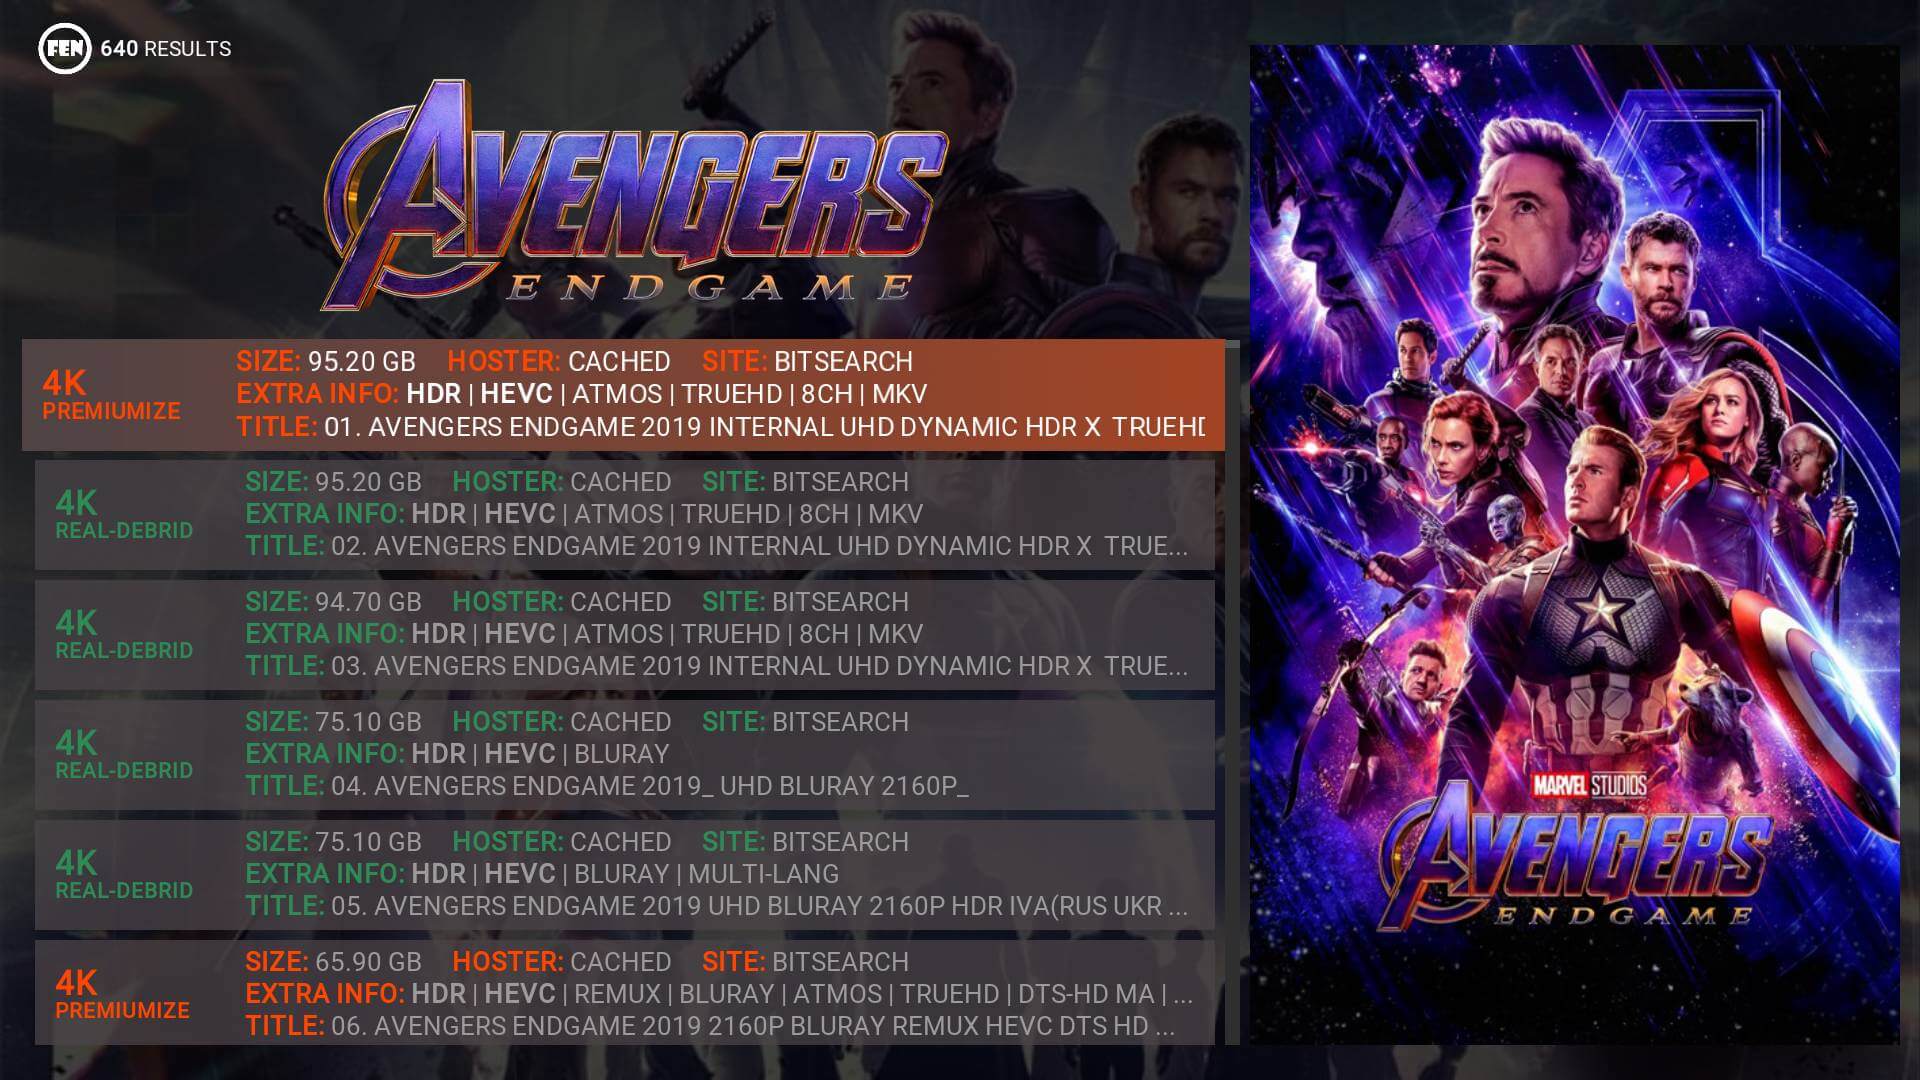 FEN 640 RESULTS
AVENGERS
ENDGAME
4K
PREMIUMIZE
SIZE: 95.20 GB HOSTER: CACHED SITE: BITSEARCH
EXTRA INFO: HDR | HEVC | ATMOS | TRUEHD | 8CH | MKV
TITLE: 01. AVENGERS ENDGAME 2019 INTERNAL UHD DYNAMIC HDR X TRUEHD
4K
REAL-DEBRID
SIZE: 95.20 GB HOSTER: CACHED SITE: BITSEARCH
EXTRA INFO: HDR | HEVC | ATMOS | TRUEHD | 8CH | MKV
TITLE: 02. AVENGERS ENDGAME 2019 INTERNAL UHD DYNAMIC HDR X TRUE...
4K
REAL-DEBRID
SIZE: 94.70 GB HOSTER: CACHED SITE: BITSEARCH
EXTRA INFO: HDR | HEVC | ATMOS | TRUEHD | 8CH | MKV
TITLE: 03. AVENGERS ENDGAME 2019 INTERNAL UHD DYNAMIC HDR X TRUE...
4K
REAL-DEBRID
SIZE: 75.10 GB HOSTER: CACHED SITE: BITSEARCH
EXTRA INFO: HDR | HEVC | BLURAY
TITLE: 04. AVENGERS ENDGAME 2019_ UHD BLURAY 2160P_
4K
REAL-DEBRID
SIZE: 75.10 GB HOSTER: CACHED SITE: BITSEARCH
EXTRA INFO: HDR | HEVC | BLURAY | MULTI-LANG
TITLE: 05. AVENGERS ENDGAME 2019 UHD BLURAY 2160P HDR IVA(RUS UKR ...
4K
PREMIUMIZE
SIZE: 65.90 GB HOSTER: CACHED SITE: BITSEARCH
EXTRA INFO: HDR | HEVC | REMUX | BLURAY | ATMOS | TRUEHD | DTS-HD MA | ...
TITLE: 06. AVENGERS ENDGAME 2019 2160P BLURAY REMUX HEVC DTS HD ...
MARVEL STUDIOS
AVENGERS
ENDGAME